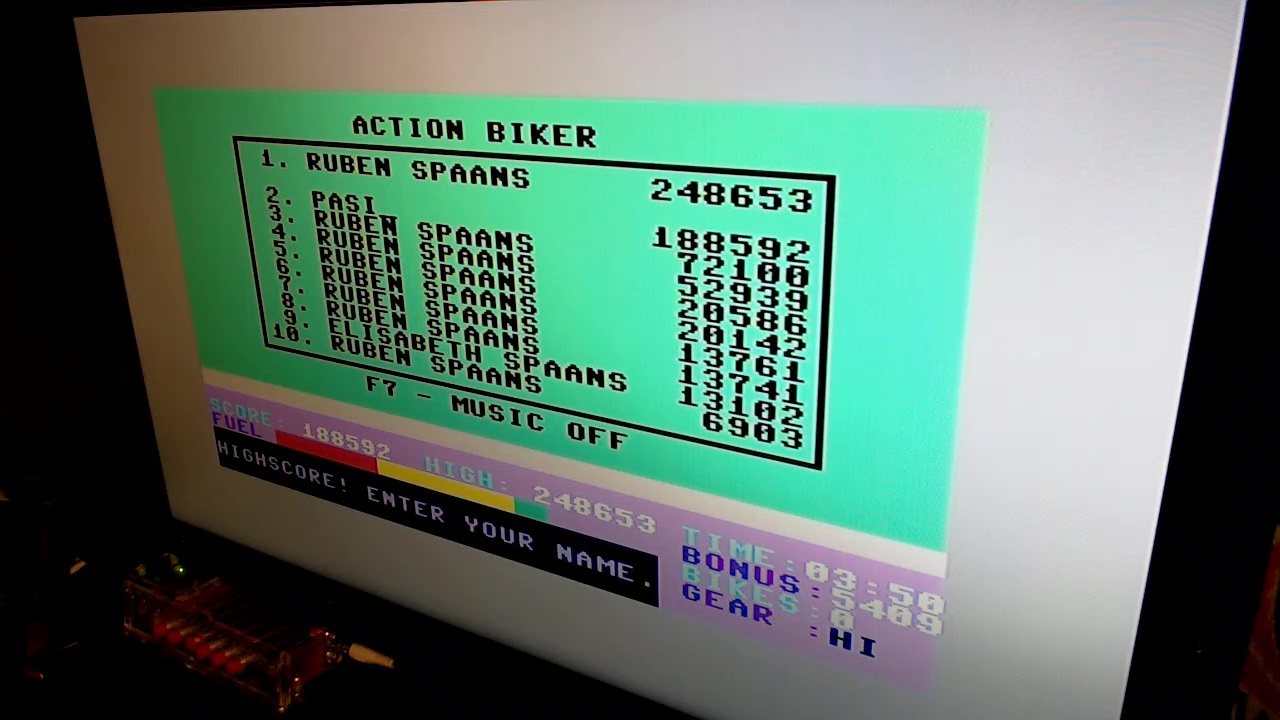 ACTION BIKER
1. RUBEN SPAANS 248653
2. PASI_ 188592
3. RUBEN SPAANS 72100
4. RUBEN SPAANS 52939
5. RUBEN SPAANS 20586
6. RUBEN SPAANS 20142
7. RUBEN SPAANS 13761
8. RUBEN SPAANS 13741
9. ELISABETH SPAANS 13102
10. RUBEN SPAANS 6903
F7 - MUSIC OFF
SCORE: 188592 HIGH: 248653 TIME:03:50
FUEL BONUS:5409
HIGHSCORE! ENTER YOUR NAME. BIKES:0
GEAR :HI